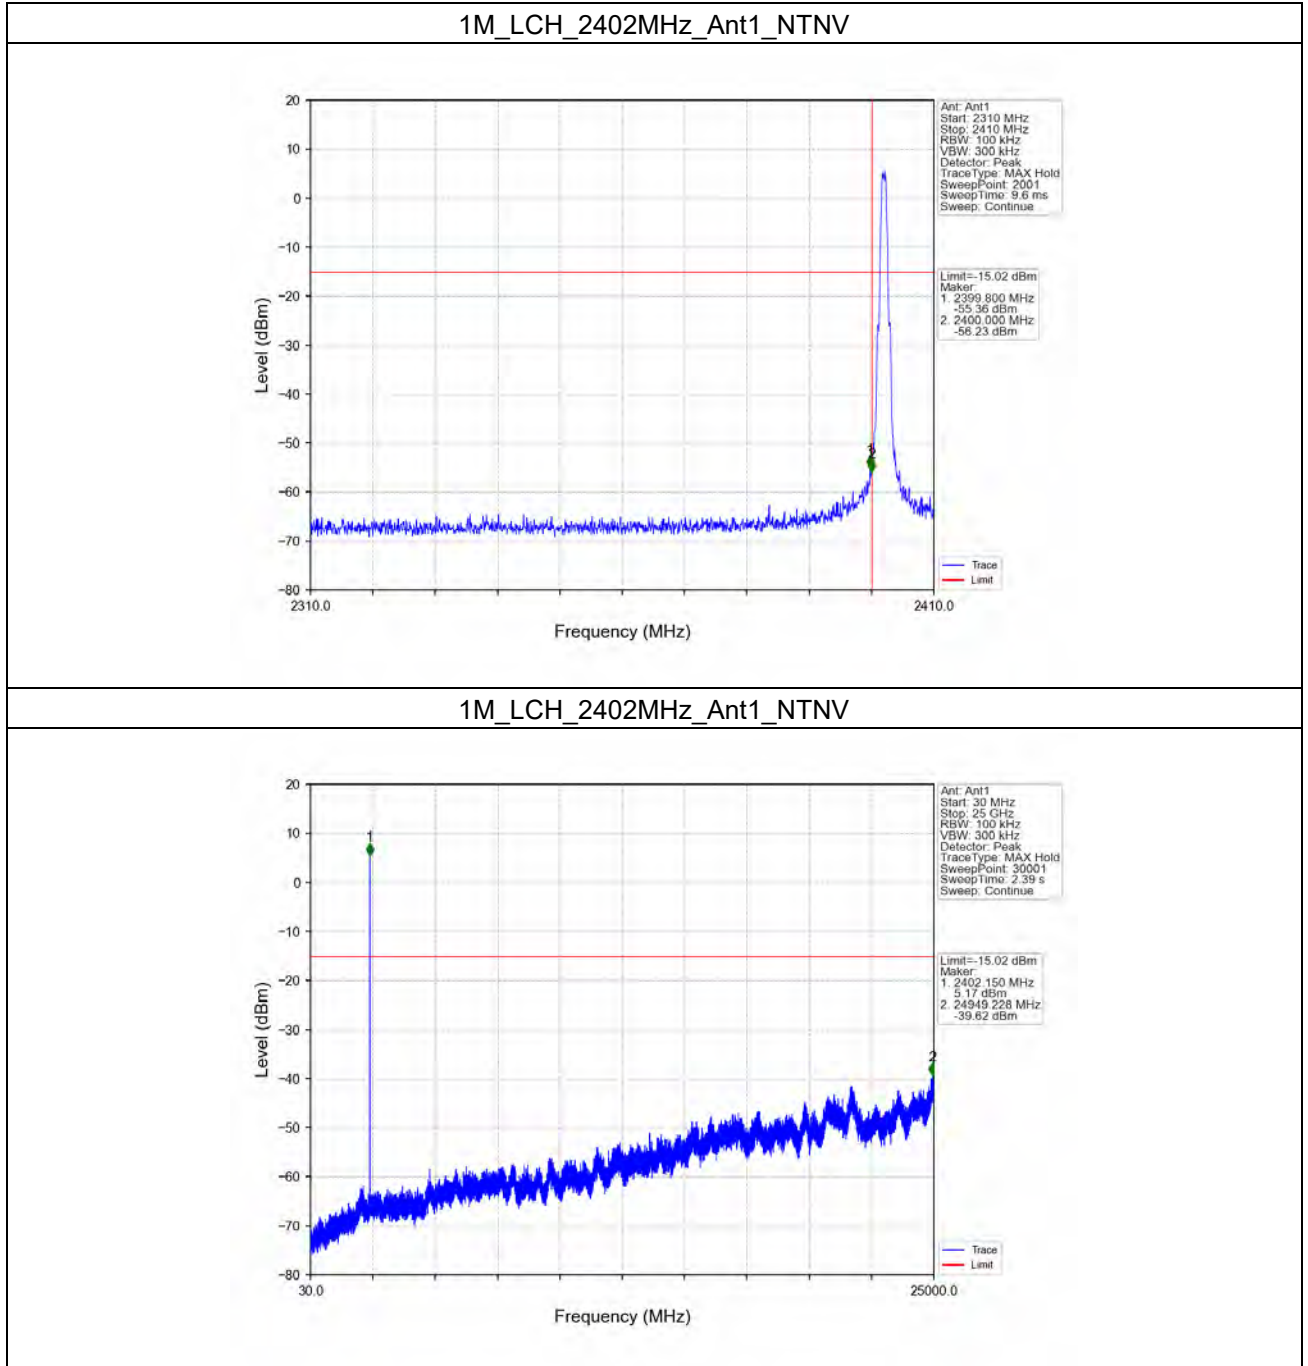 1M_LCH_2402MHz_Ant1_NTNV
20
10
0
−10
−20
−30
−40
−50
−60
−70
−80
Level (dBm)
2310.0
2410.0
Frequency (MHz)
1
2
Ant: Ant1
Start: 2310 MHz
Stop: 2410 MHz
RBW: 100 kHz
VBW: 300 kHz
Detector: Peak
TraceType: MAX Hold
SweepPoint: 2001
SweepTime: 9.6 ms
Sweep: Continue
Limit=-15.02 dBm
Maker:
1. 2399.800 MHz
-55.36 dBm
2. 2400.000 MHz
-56.23 dBm
Trace
Limit
1M_LCH_2402MHz_Ant1_NTNV
20
10
0
−10
−20
−30
−40
−50
−60
−70
−80
Level (dBm)
30.0
25000.0
Frequency (MHz)
1
2
Ant: Ant1
Start: 30 MHz
Stop: 25 GHz
RBW: 100 kHz
VBW: 300 kHz
Detector: Peak
TraceType: MAX Hold
SweepPoint: 30001
SweepTime: 2.39 s
Sweep: Continue
Limit=-15.02 dBm
Maker:
1. 2402.150 MHz
5.17 dBm
2. 24949.228 MHz
-39.62 dBm
Trace
Limit